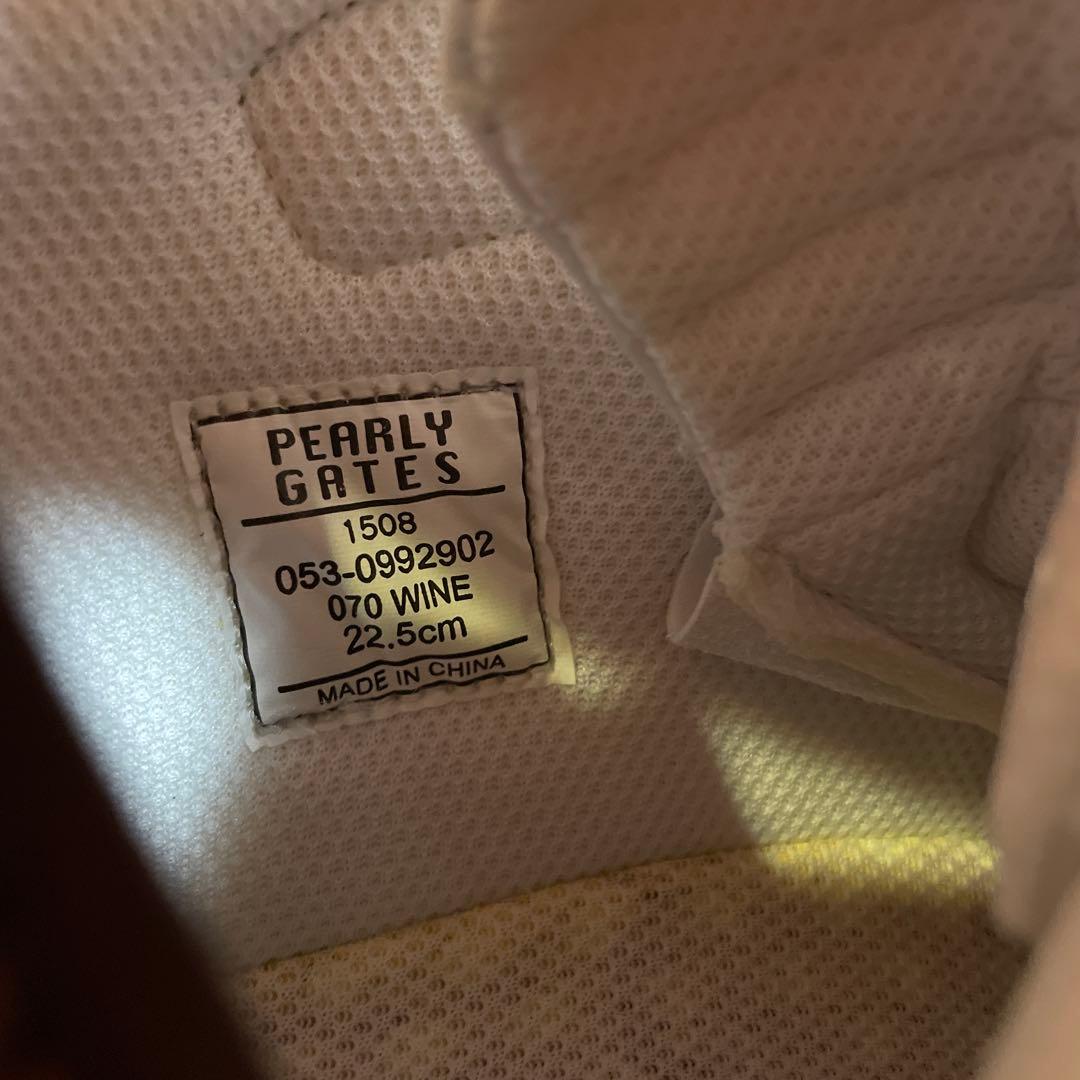 PEARLY
GATES
1508
053-0992902
070 WINE
22.5cm
MADE IN CHINA